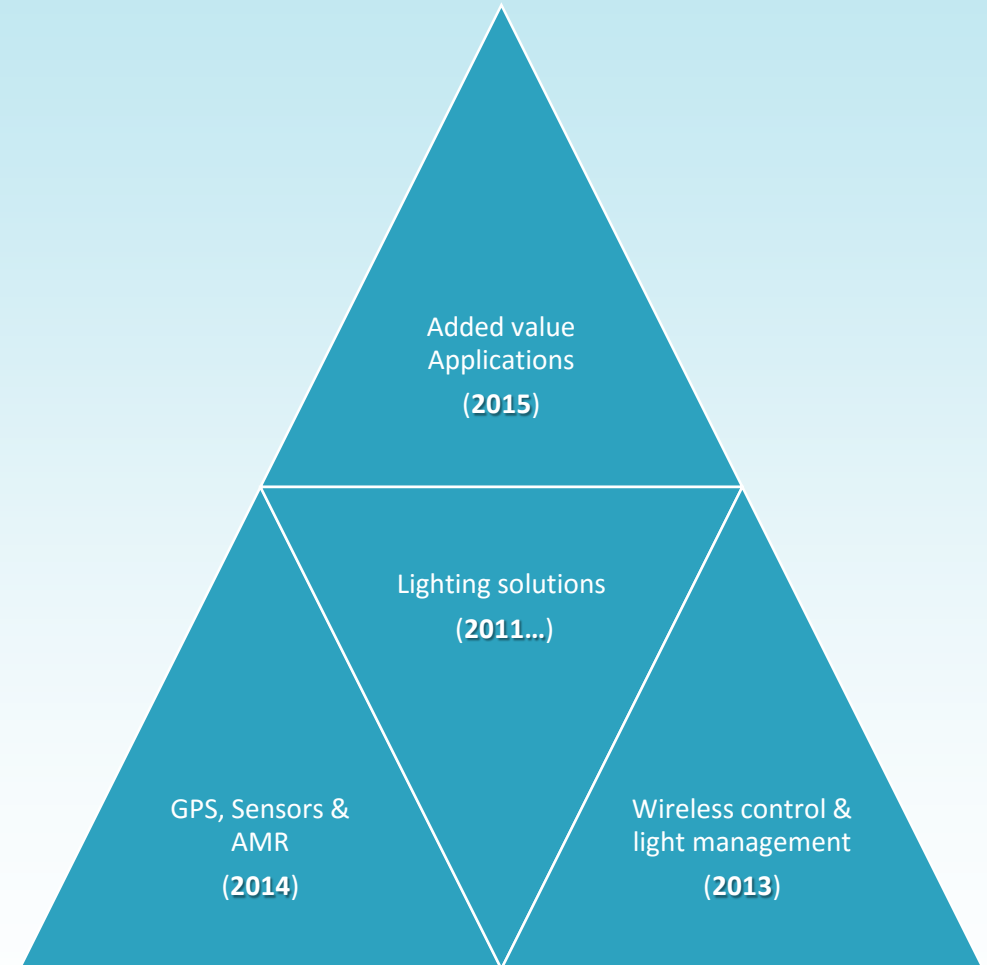 Added value
Applications
(2015)
Lighting solutions
(2011…)
GPS, Sensors &
AMR
(2014)
Wireless control &
light management
(2013)